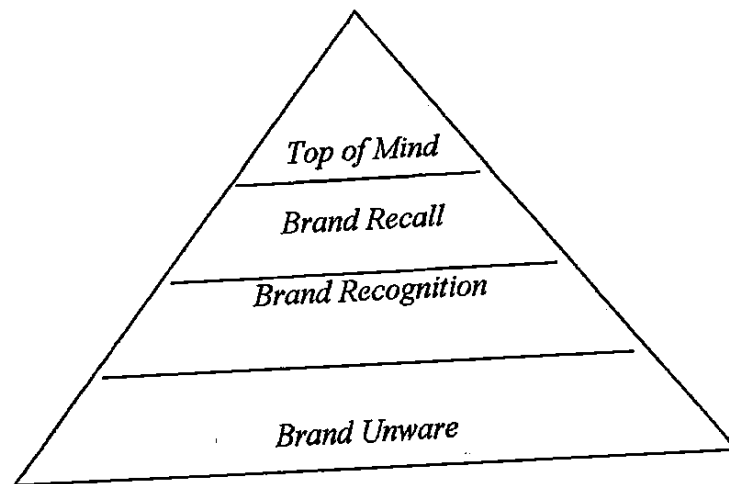 Top of Mind
Brand Recall
Brand Recognition
Brand Unware